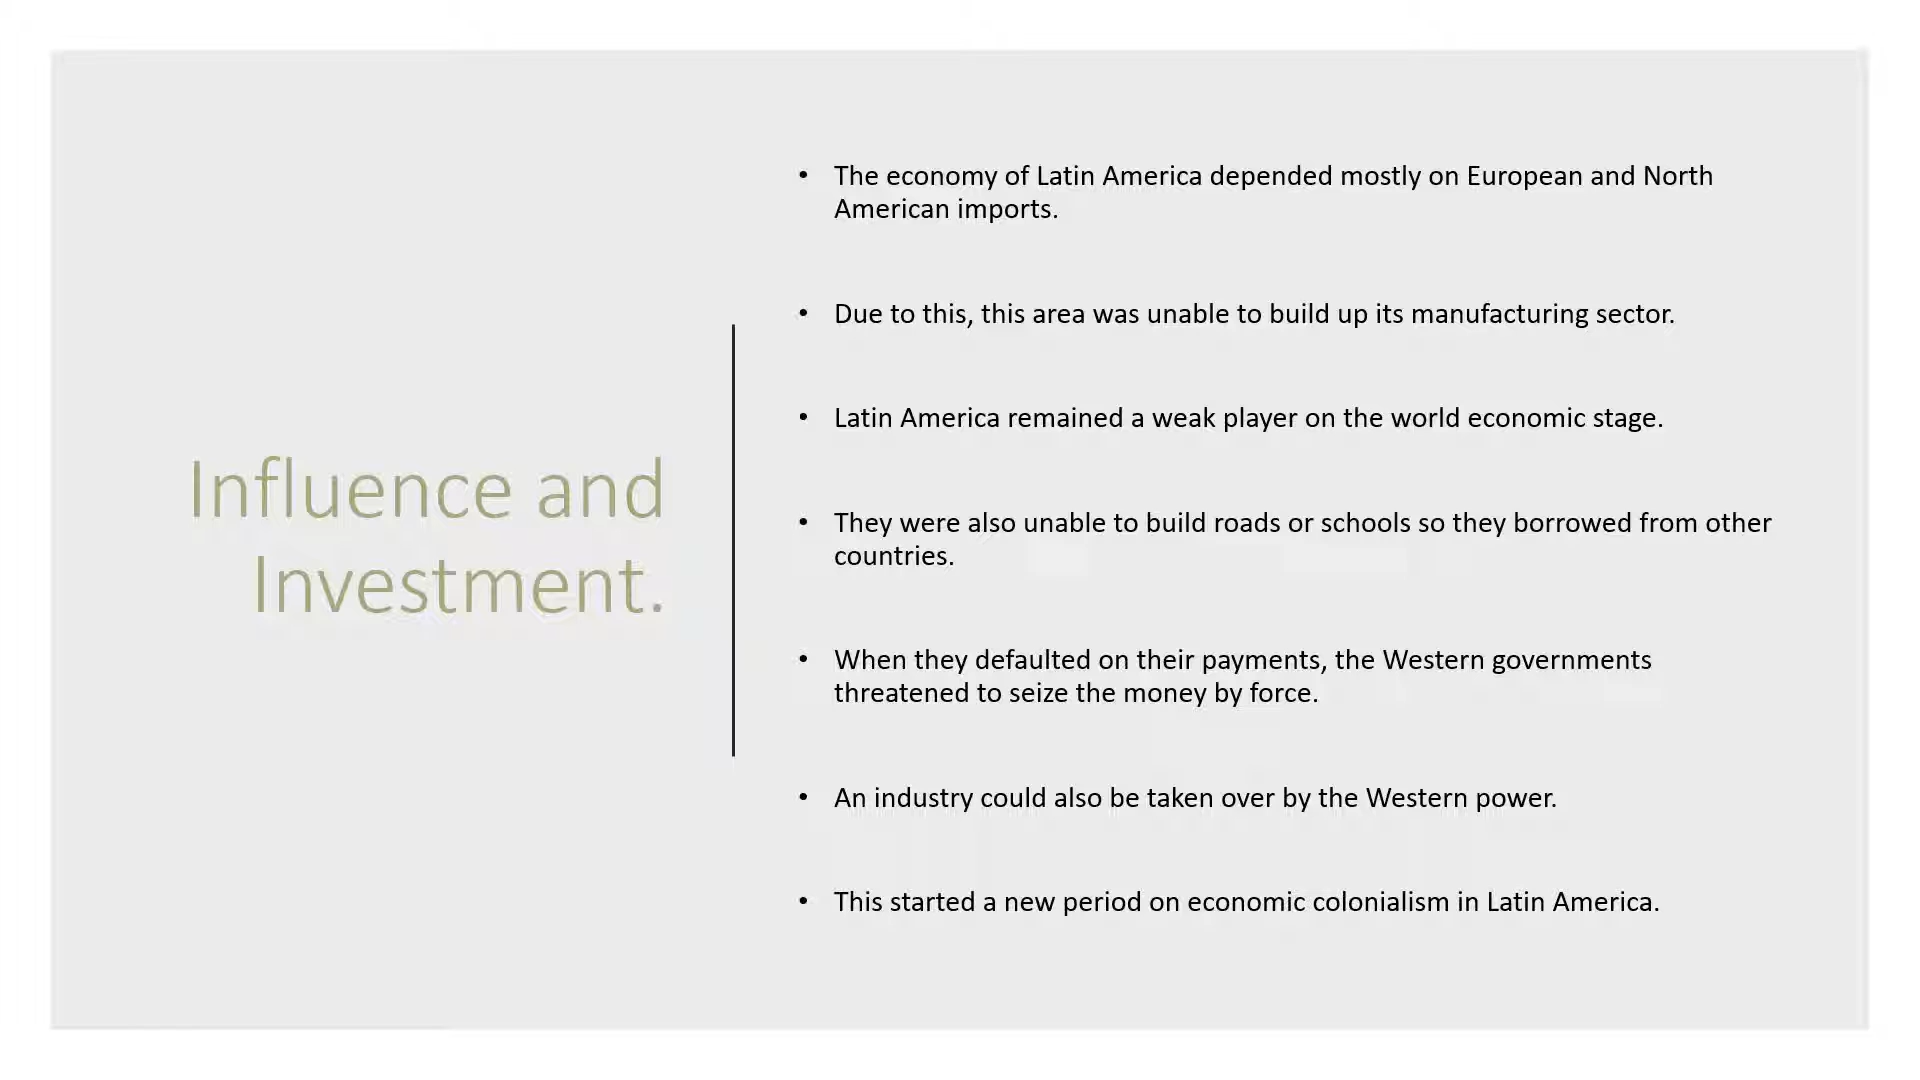 Influence and
Investment.
• The economy of Latin America depended mostly on European and North
American imports.
• Due to this, this area was unable to build up its manufacturing sector.
• Latin America remained a weak player on the world economic stage.
• They were also unable to build roads or schools so they borrowed from other
countries.
• When they defaulted on their payments, the Western governments
threatened to seize the money by force.
• An industry could also be taken over by the Western power.
• This started a new period on economic colonialism in Latin America.